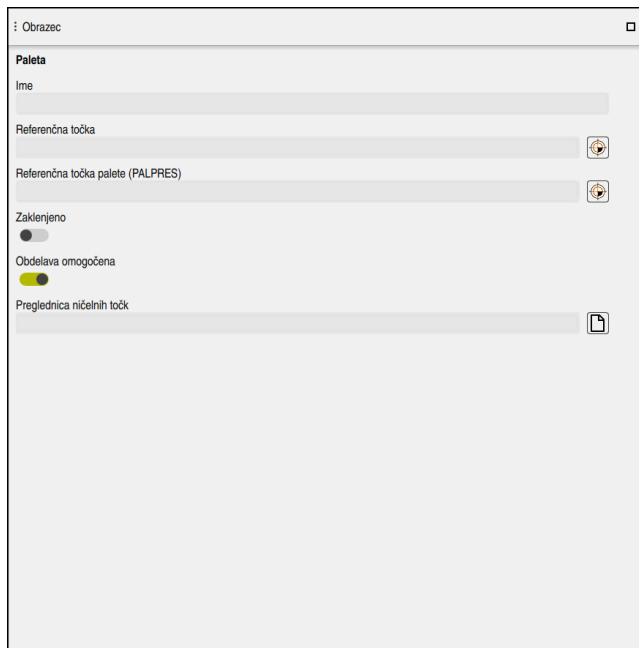 Obrazec
Paleta
Ime
Referenčna točka
Referenčna točka palete (PALPRES)
Zaklenjeno
Obdelava omogočena
Preglednica ničelnih točk